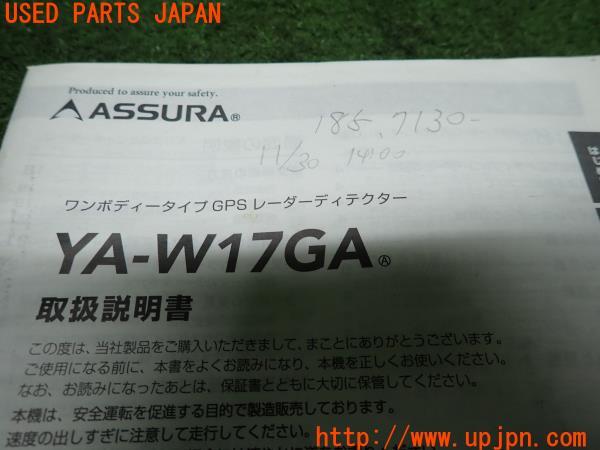 USED PARTS JAPAN
Produced to assure your safety.
ASSURA®
185,7130-
11/30 14:00
ワンボディータイプGPSレーダーディテクター
YA-W17GA Ⓐ
取扱説明書
この度は、当社製品をご購入いただきまして、まことにありがとうございます。
ご使用になる前に、本書をよくお読みになり、本機を正しくお使いください。
なお、お読みになったあとは、保証書とともに大切に保管してください。
本機は、安全運転を促進する目的で製造販売しております。
速度の出しすぎに注意して走行してください。
http://www.upjpn.com/